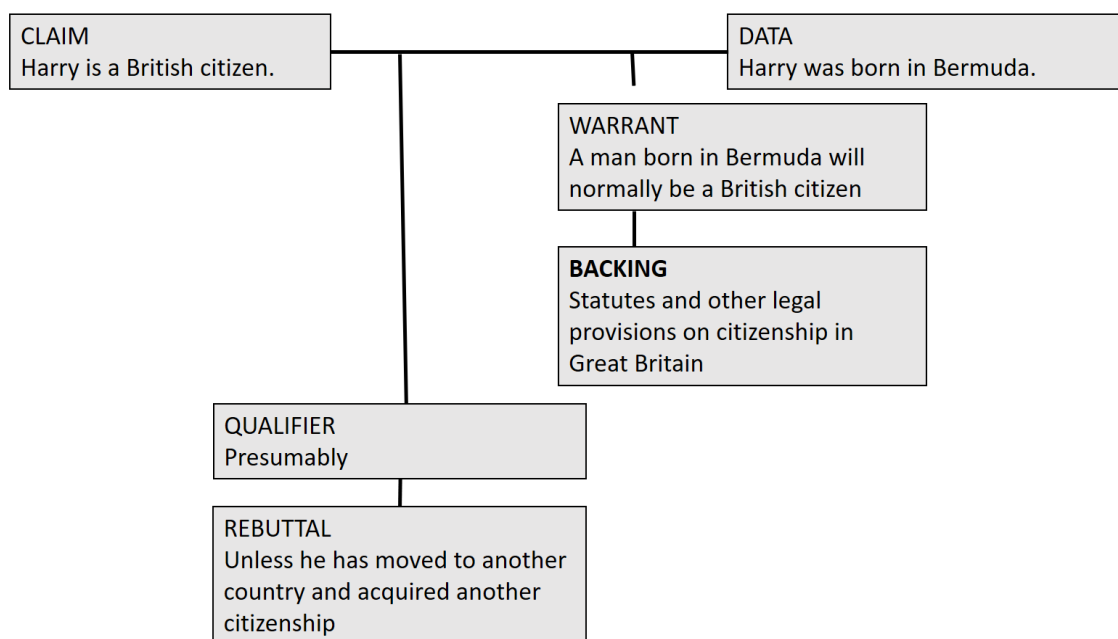 CLAIM
Harry is a British citizen.
DATA
Harry was born in Bermuda.
WARRANT
A man born in Bermuda will
normally be a British citizen
BACKING
Statutes and other legal
provisions on citizenship in
Great Britain
QUALIFIER
Presumably
REBUTTAL
Unless he has moved to another
country and acquired another
citizenship